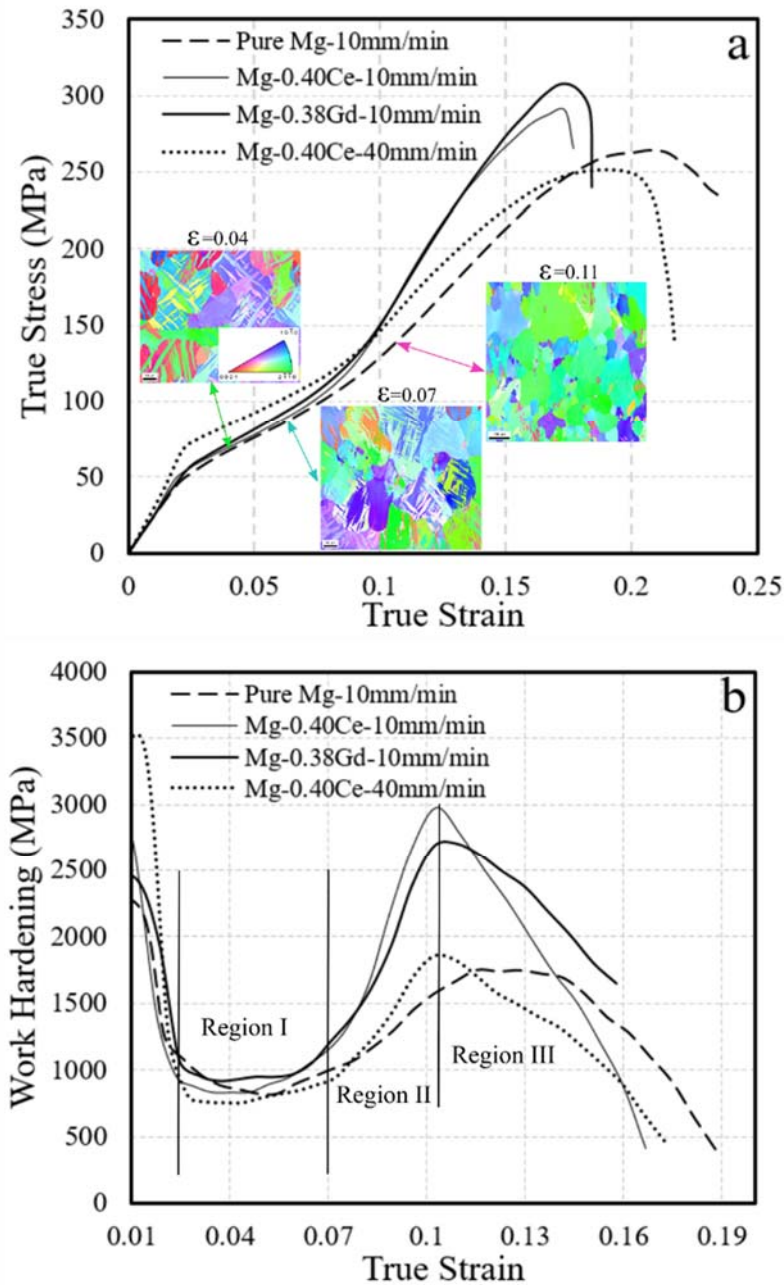 350
300
250
200
150
100
50
0
True Stress (MPa)
a
Pure Mg-10mm/min
Mg-0.40Ce-10mm/min
Mg-0.38Gd-10mm/min
Mg-0.40Ce-40mm/min
ε=0.04
ε=0.11
ε=0.07
0001
0 0.05 0.1 0.15 0.2 0.25
True Strain
4000
3500
3000
2500
2000
1500
1000
500
0
Work Hardening (MPa)
b
Pure Mg-10mm/min
Mg-0.40Ce-10mm/min
Mg-0.38Gd-10mm/min
Mg-0.40Ce-40mm/min
Region I
Region II
Region III
0.01 0.04 0.07 0.1 0.13 0.16 0.19
True Strain